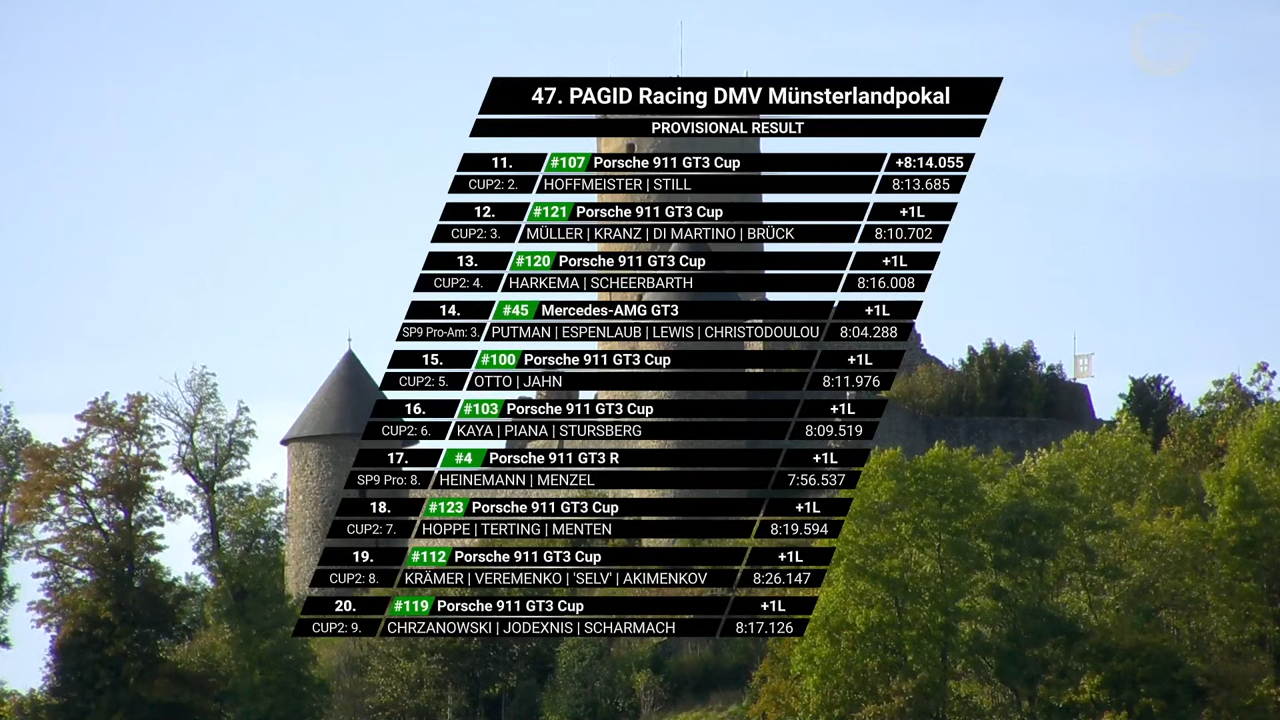 47. PAGID Racing DMV Münsterlandpokal
PROVISIONAL RESULT
11. #107 Porsche 911 GT3 Cup +8:14.055
CUP2: 2. HOFFMEISTER | STILL 8:13.685
12. #121 Porsche 911 GT3 Cup +1L
CUP2: 3. MÜLLER | KRANZ | DI MARTINO | BRÜCK 8:10.702
13. #120 Porsche 911 GT3 Cup +1L
CUP2: 4. HARKEMA | SCHEERBARTH 8:16.008
14. #45 Mercedes-AMG GT3 +1L
SP9 Pro-Am: 3. PUTMAN | ESPENLAUB | LEWIS | CHRISTODOULOU 8:04.288
15. #100 Porsche 911 GT3 Cup +1L
CUP2: 5. OTTO | JAHN 8:11.976
16. #103 Porsche 911 GT3 Cup +1L
CUP2: 6. KAYA | PIANA | STURSBERG 8:09.519
17. #4 Porsche 911 GT3 R +1L
SP9 Pro: 8. HEINEMANN | MENZEL 7:56.537
18. #123 Porsche 911 GT3 Cup +1L
CUP2: 7. HOPPE | TERTING | MENTEN 8:19.594
19. #112 Porsche 911 GT3 Cup +1L
CUP2: 8. KRÄMER | VEREMENKO | 'SELV' | AKIMENKOV 8:26.147
20. #119 Porsche 911 GT3 Cup +1L
CUP2: 9. CHRZANOWSKI | JODEXNIS | SCHARMACH 8:17.126